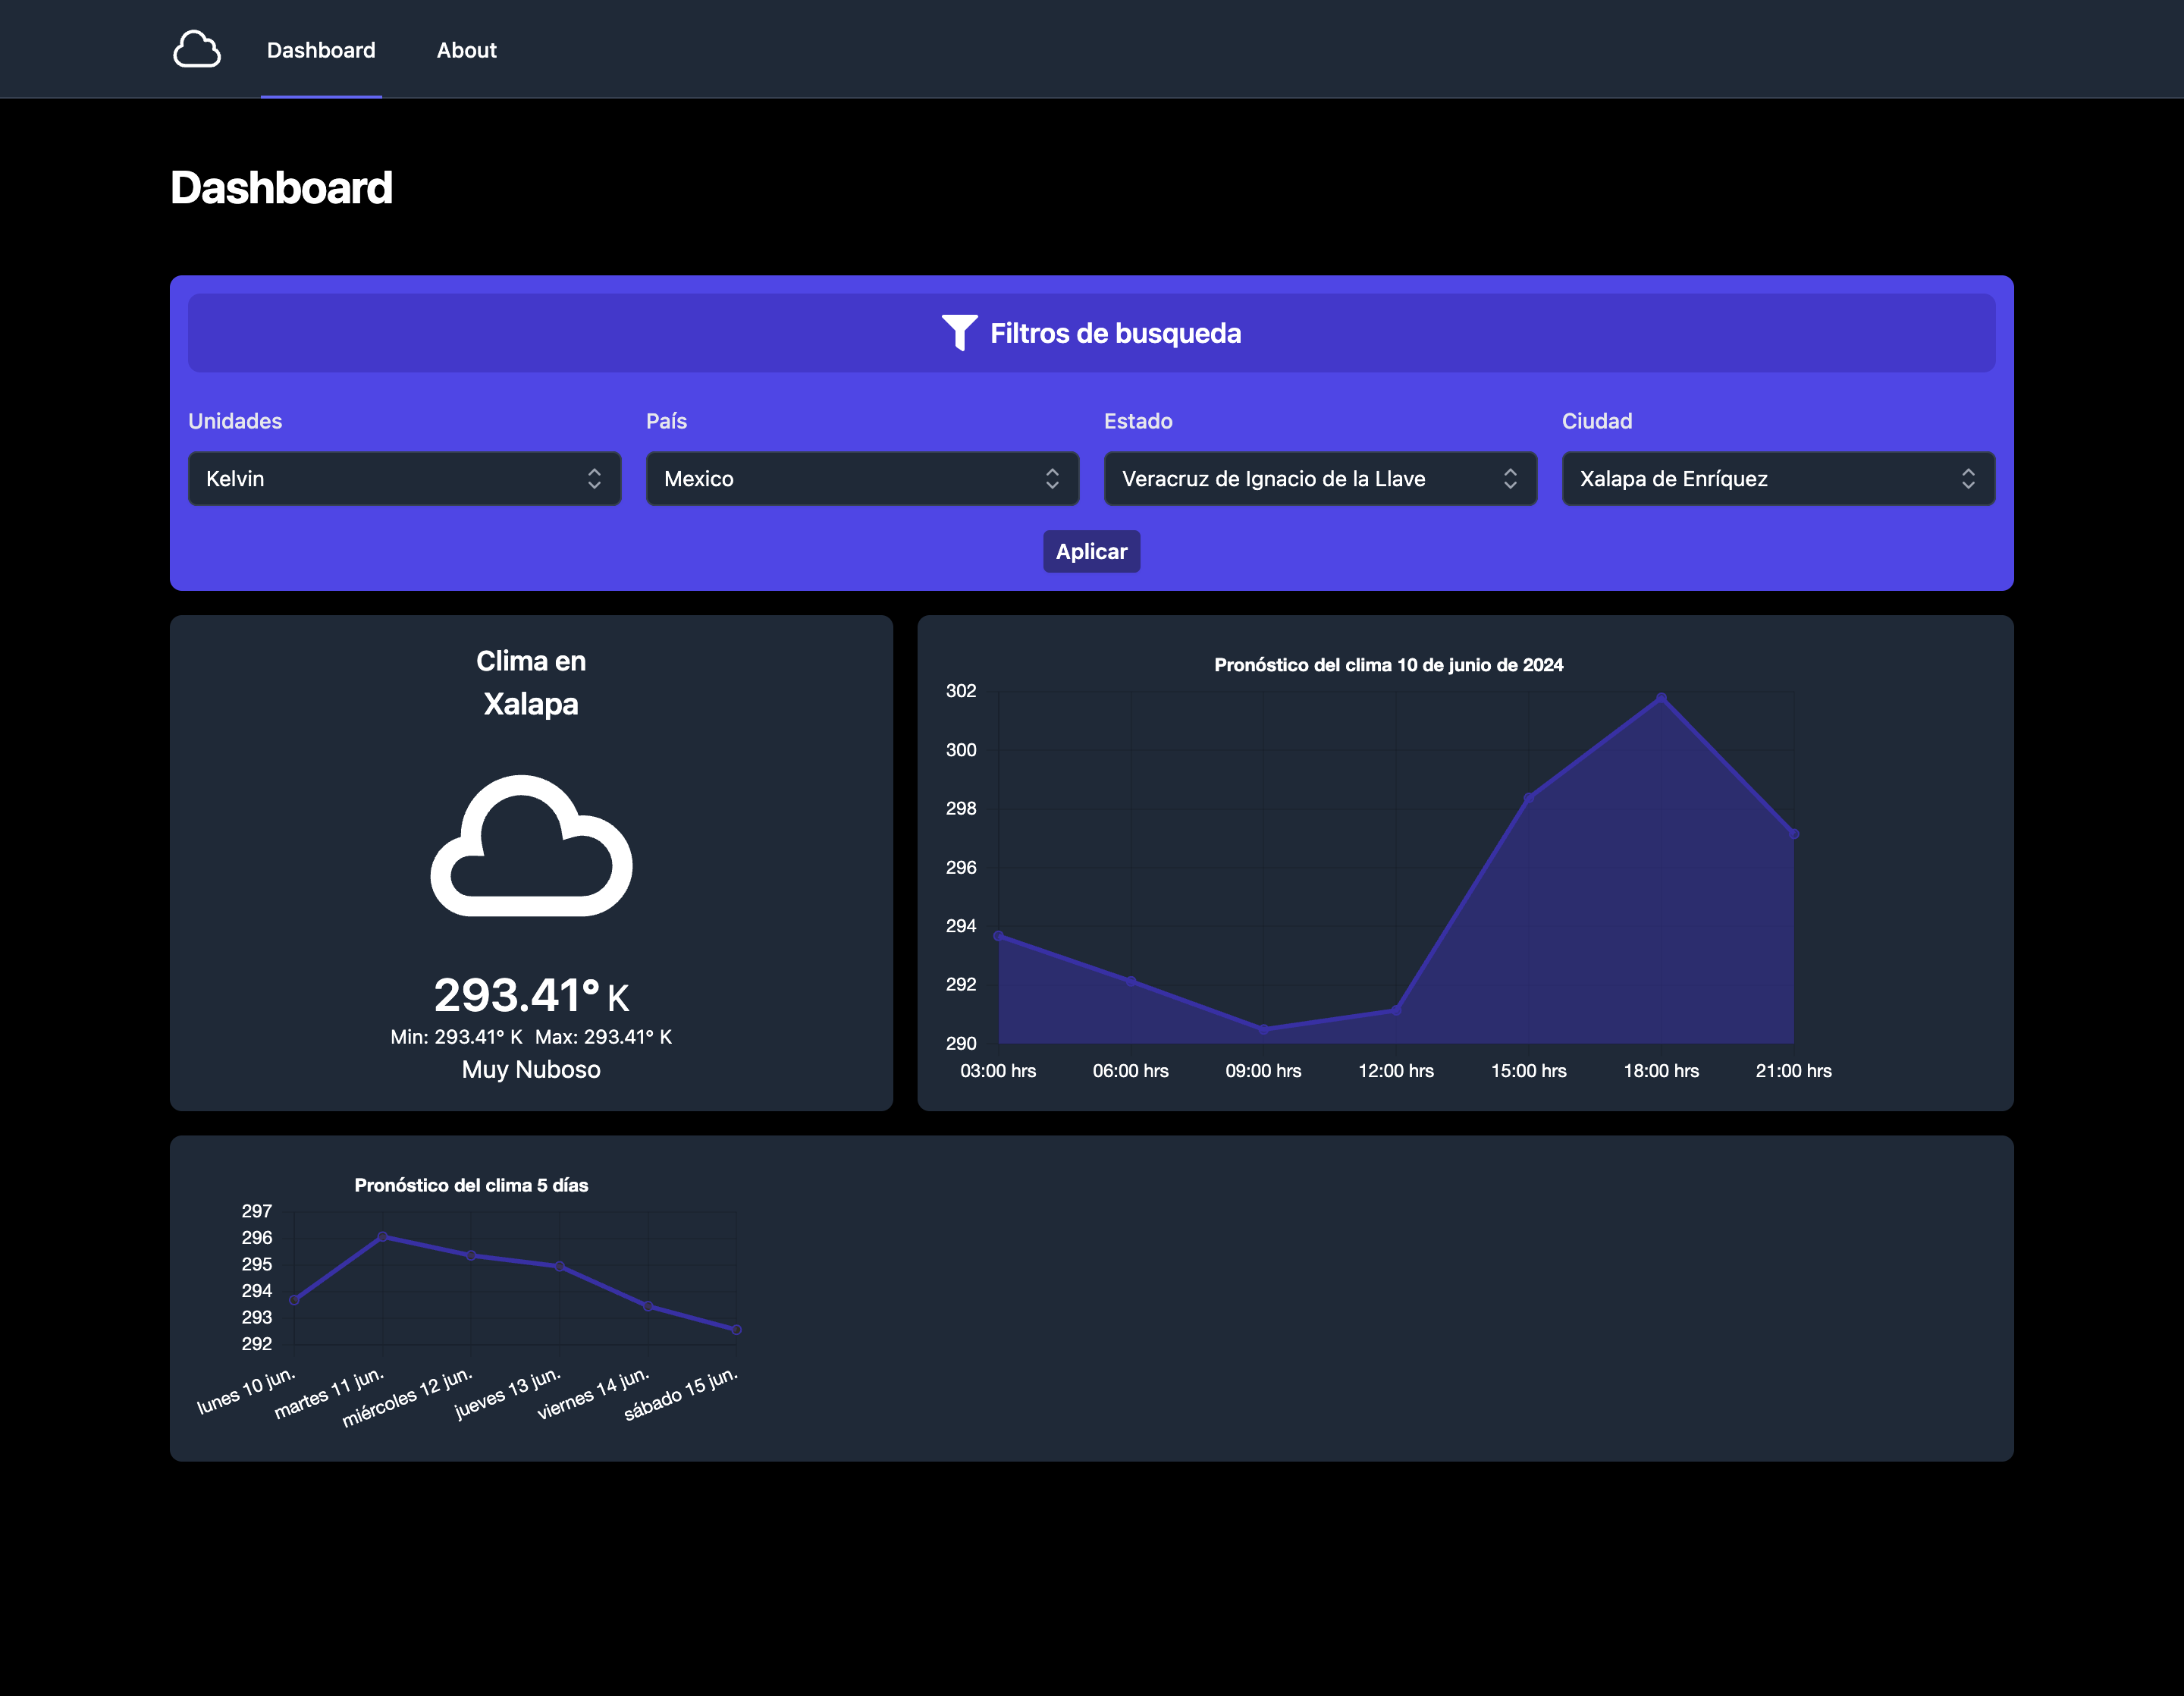 Dashboard
About
Dashboard
Filtros de busqueda
Unidades
País
Estado
Ciudad
Kelvin
Mexico
Veracruz de Ignacio de la Llave
Xalapa de Enríquez
Aplicar
Clima en
Xalapa
293.41° K
Min: 293.41° K Max: 293.41° K
Muy Nuboso
Pronóstico del clima 10 de junio de 2024
302
300
298
296
294
292
290
03:00 hrs
06:00 hrs
09:00 hrs
12:00 hrs
15:00 hrs
18:00 hrs
21:00 hrs
Pronóstico del clima 5 días
297
296
295
294
293
292
lunes 10 jun.
martes 11 jun.
miércoles 12 jun.
jueves 13 jun.
viernes 14 jun.
sábado 15 jun.